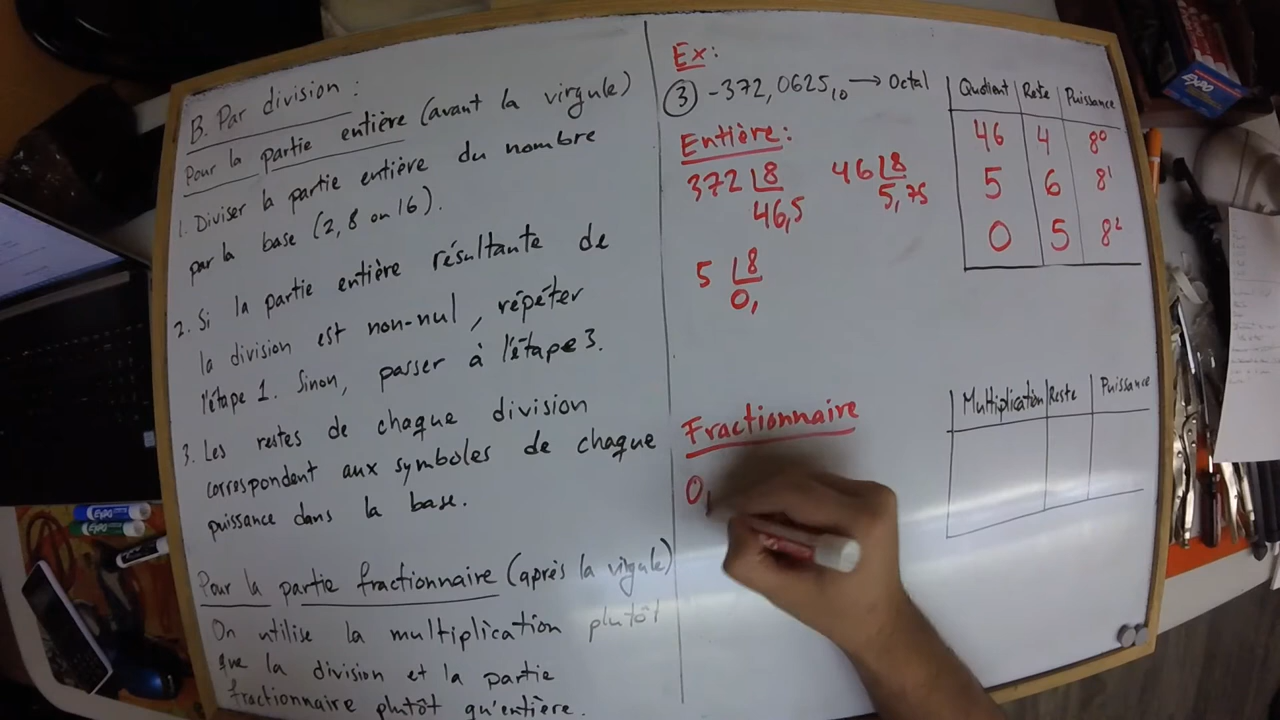 B. Par division :
Pour la partie entière (avant la virgule)
1. Diviser la partie entière du nombre
par la base (2, 8 ou 16).
2. Si la partie entière résultante de
la division est non-nul, répéter
l'étape 1. Sinon, passer à l'étape 3.
3. Les restes de chaque division
correspondent aux symboles de chaque
puissance dans la base.
Pour la partie fractionnaire (après la virgule)
On utilise la multiplication plutôt
que la division et la partie
fractionnaire plutôt qu'entière.
Ex:
③ -372,0625₁₀ → Octal
Entière:
372 8
46,5
46 8
5,75
5 8
0,
Fractionnaire
0,
Quotient Reste Puissance
46 4 8⁰
5 6 8¹
0 5 8²
Multiplication Reste Puissance
EXPO
EXPO
EXPO
EXPO